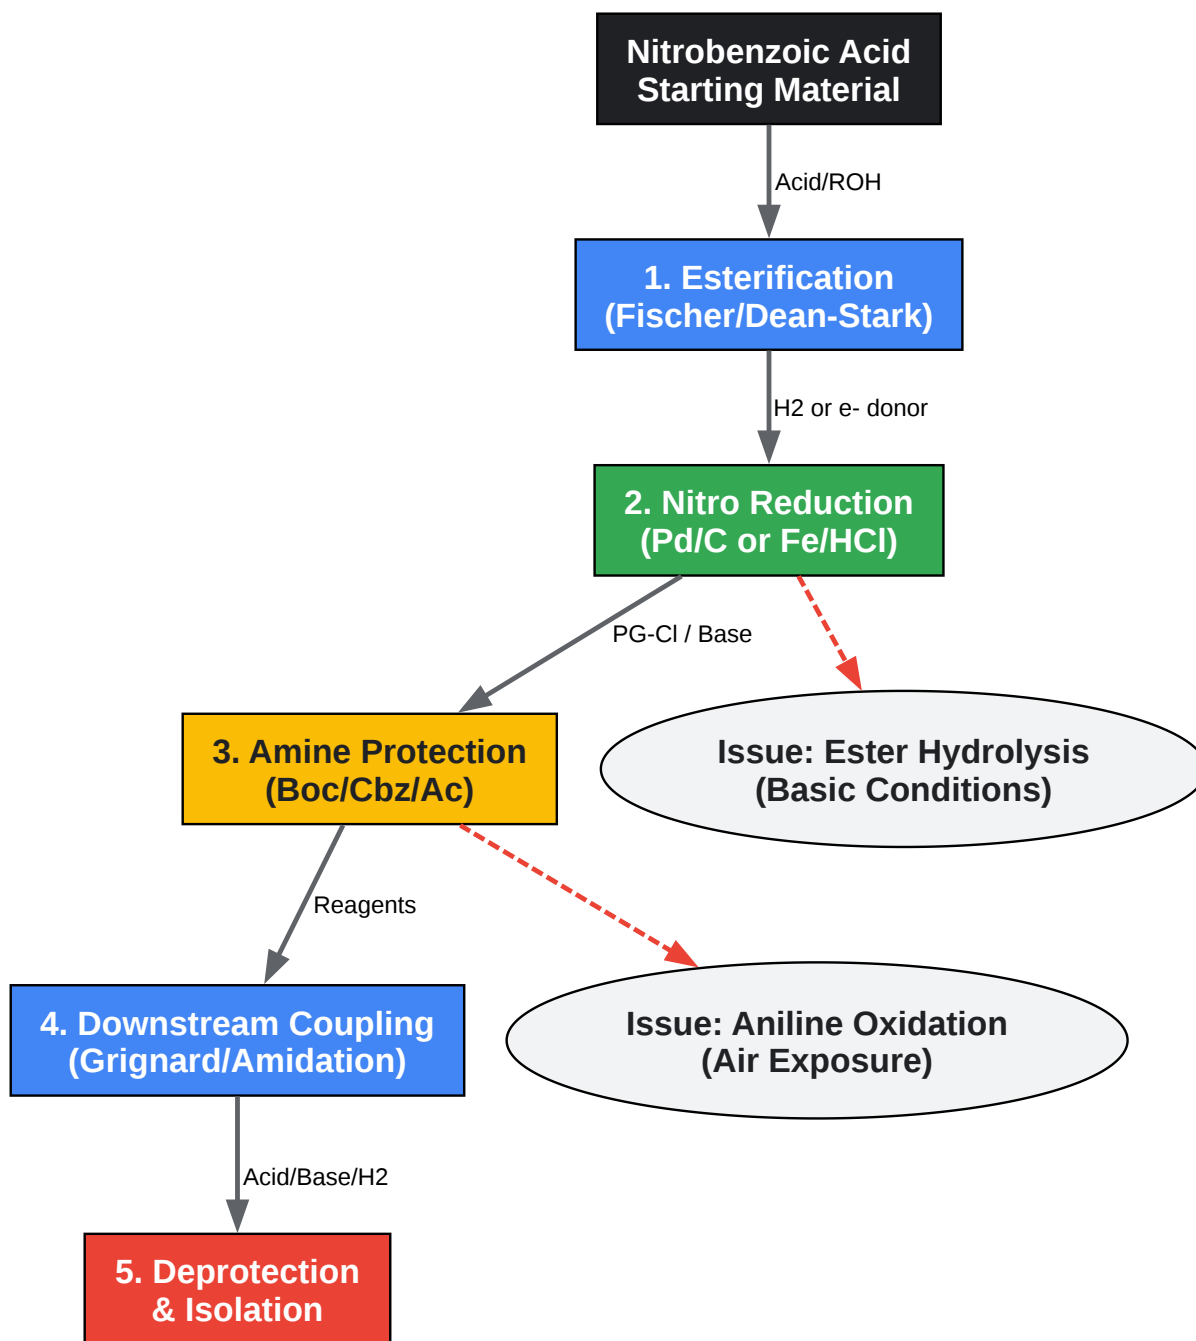 Nitrobenzoic Acid
Starting Material
Acid/ROH
1. Esterification
(Fischer/Dean-Stark)
H2 or e- donor
2. Nitro Reduction
(Pd/C or Fe/HCl)
PG-Cl / Base
3. Amine Protection
(Boc/Cbz/Ac)
Issue: Ester Hydrolysis
(Basic Conditions)
Reagents
4. Downstream Coupling
(Grignard/Amidation)
Issue: Aniline Oxidation
(Air Exposure)
Acid/Base/H2
5. Deprotection
& Isolation